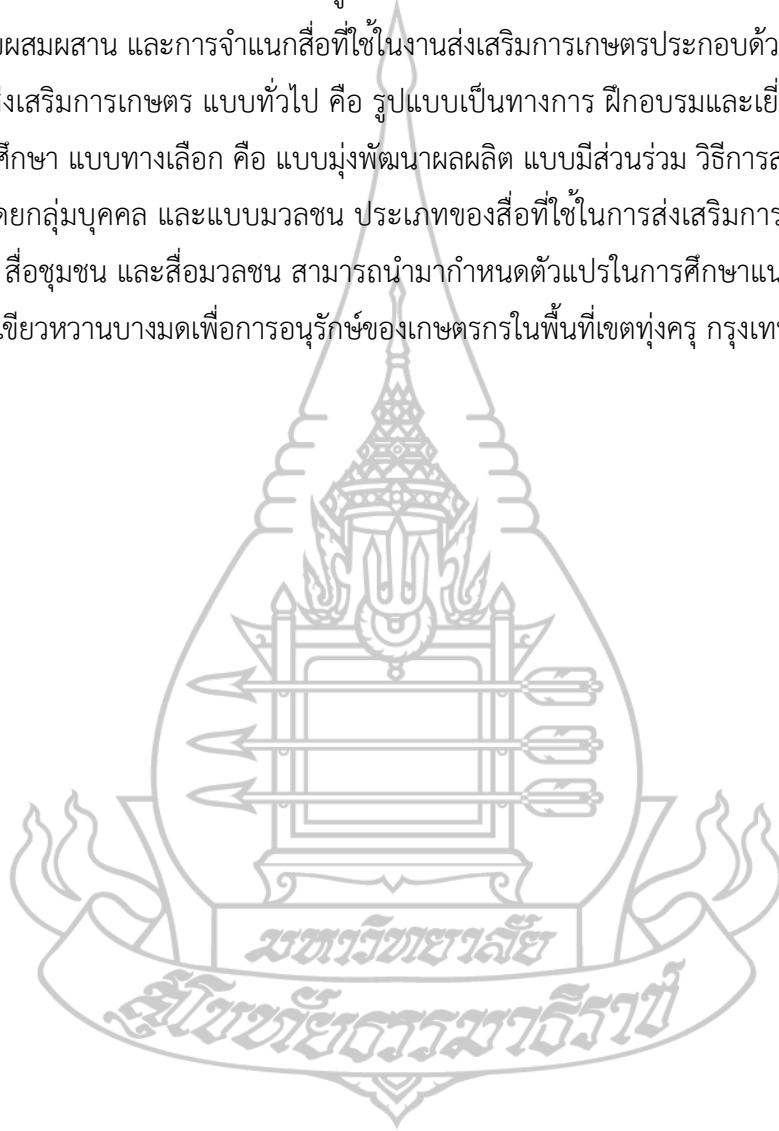 ผสมผสาน และการจำแนกสื่อที่ใช้ในงานส่งเสริมการเกษตรประกอบด้ว
ส่งเสริมการเกษตร แบบทั่วไป คือ รูปแบบเป็นทางการ ฝึกอบรมและเยี่
ศึกษา แบบทางเลือก คือ แบบมุ่งพัฒนาผลผลิต แบบมีส่วนร่วม วิธีการส
ดยกลุ่มบุคคล และแบบมวลชน ประเภทของสื่อที่ใช้ในการส่งเสริมการ
สื่อชุมชน และสื่อมวลชน สามารถนำมากำหนดตัวแปรในการศึกษาแน
เขียวหวานบางมดเพื่อการอนุรักษ์ของเกษตรกรในพื้นที่เขตทุ่งครุ กรุงเท
มหาวิทยาลัย
สุโขทัยธรรมาธิราช